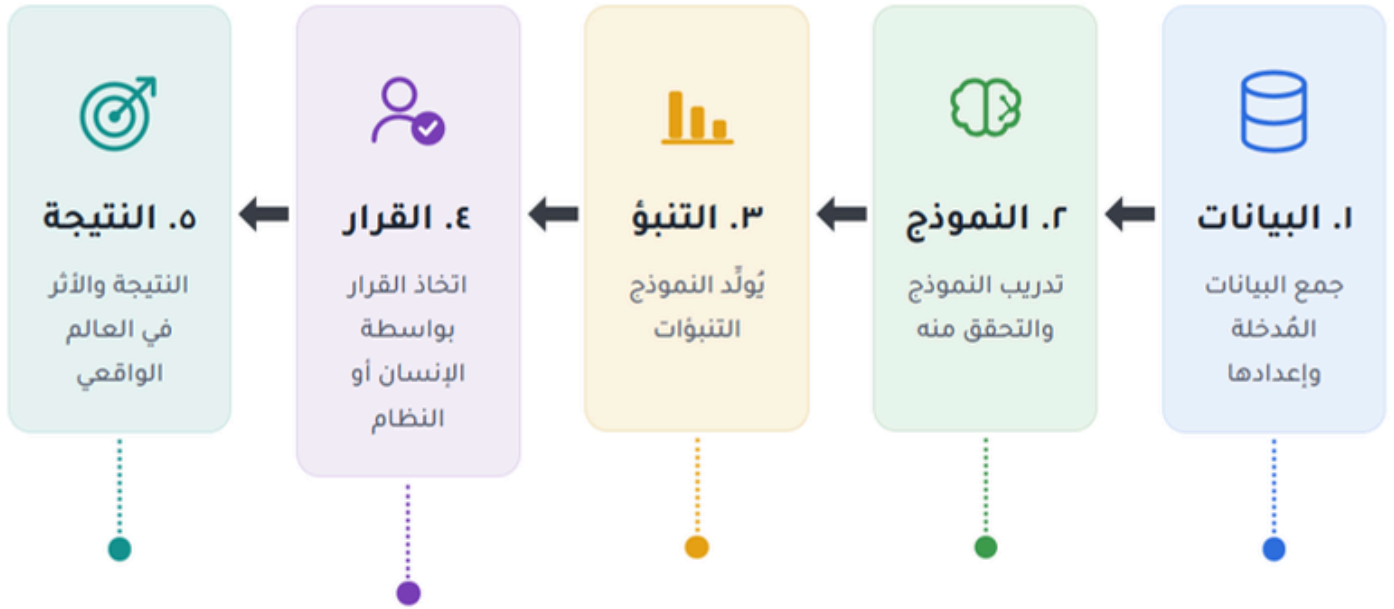 ١. البيانات
جمع البيانات
المُدخلة
وإعدادها
٢. النموذج
تدريب النموذج
والتحقق منه
٣. التنبؤ
يُولِّد النموذج
التنبؤات
٤. القرار
اتخاذ القرار
بواسطة
الإنسان أو
النظام
٥. النتيجة
النتيجة والأثر
في العالم
الواقعي